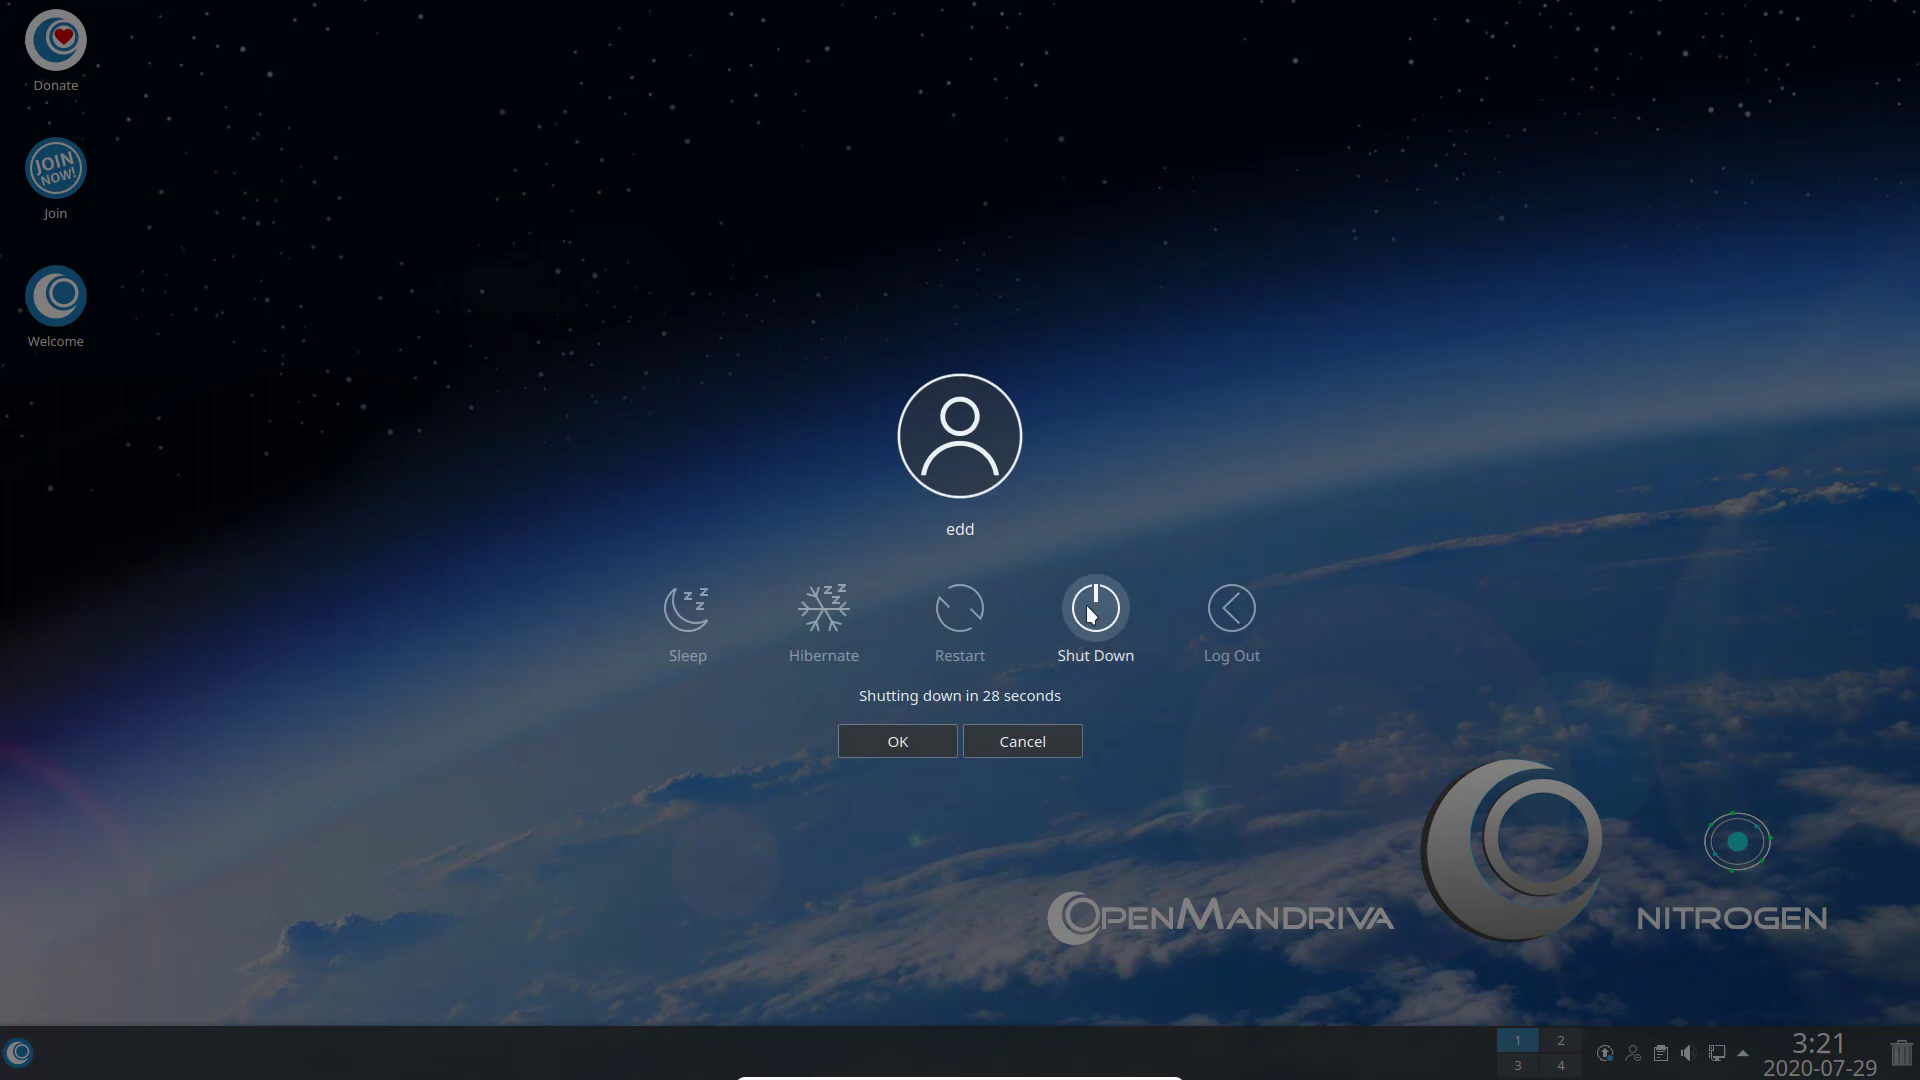 Donate
JOIN
NOW!
Join
Welcome
edd
Sleep
Hibernate
Restart
Shut Down
Log Out
Shutting down in 28 seconds
OK
Cancel
OPENMANDRIVA
NITROGEN
1
2
3
4
3:21
2020-07-29